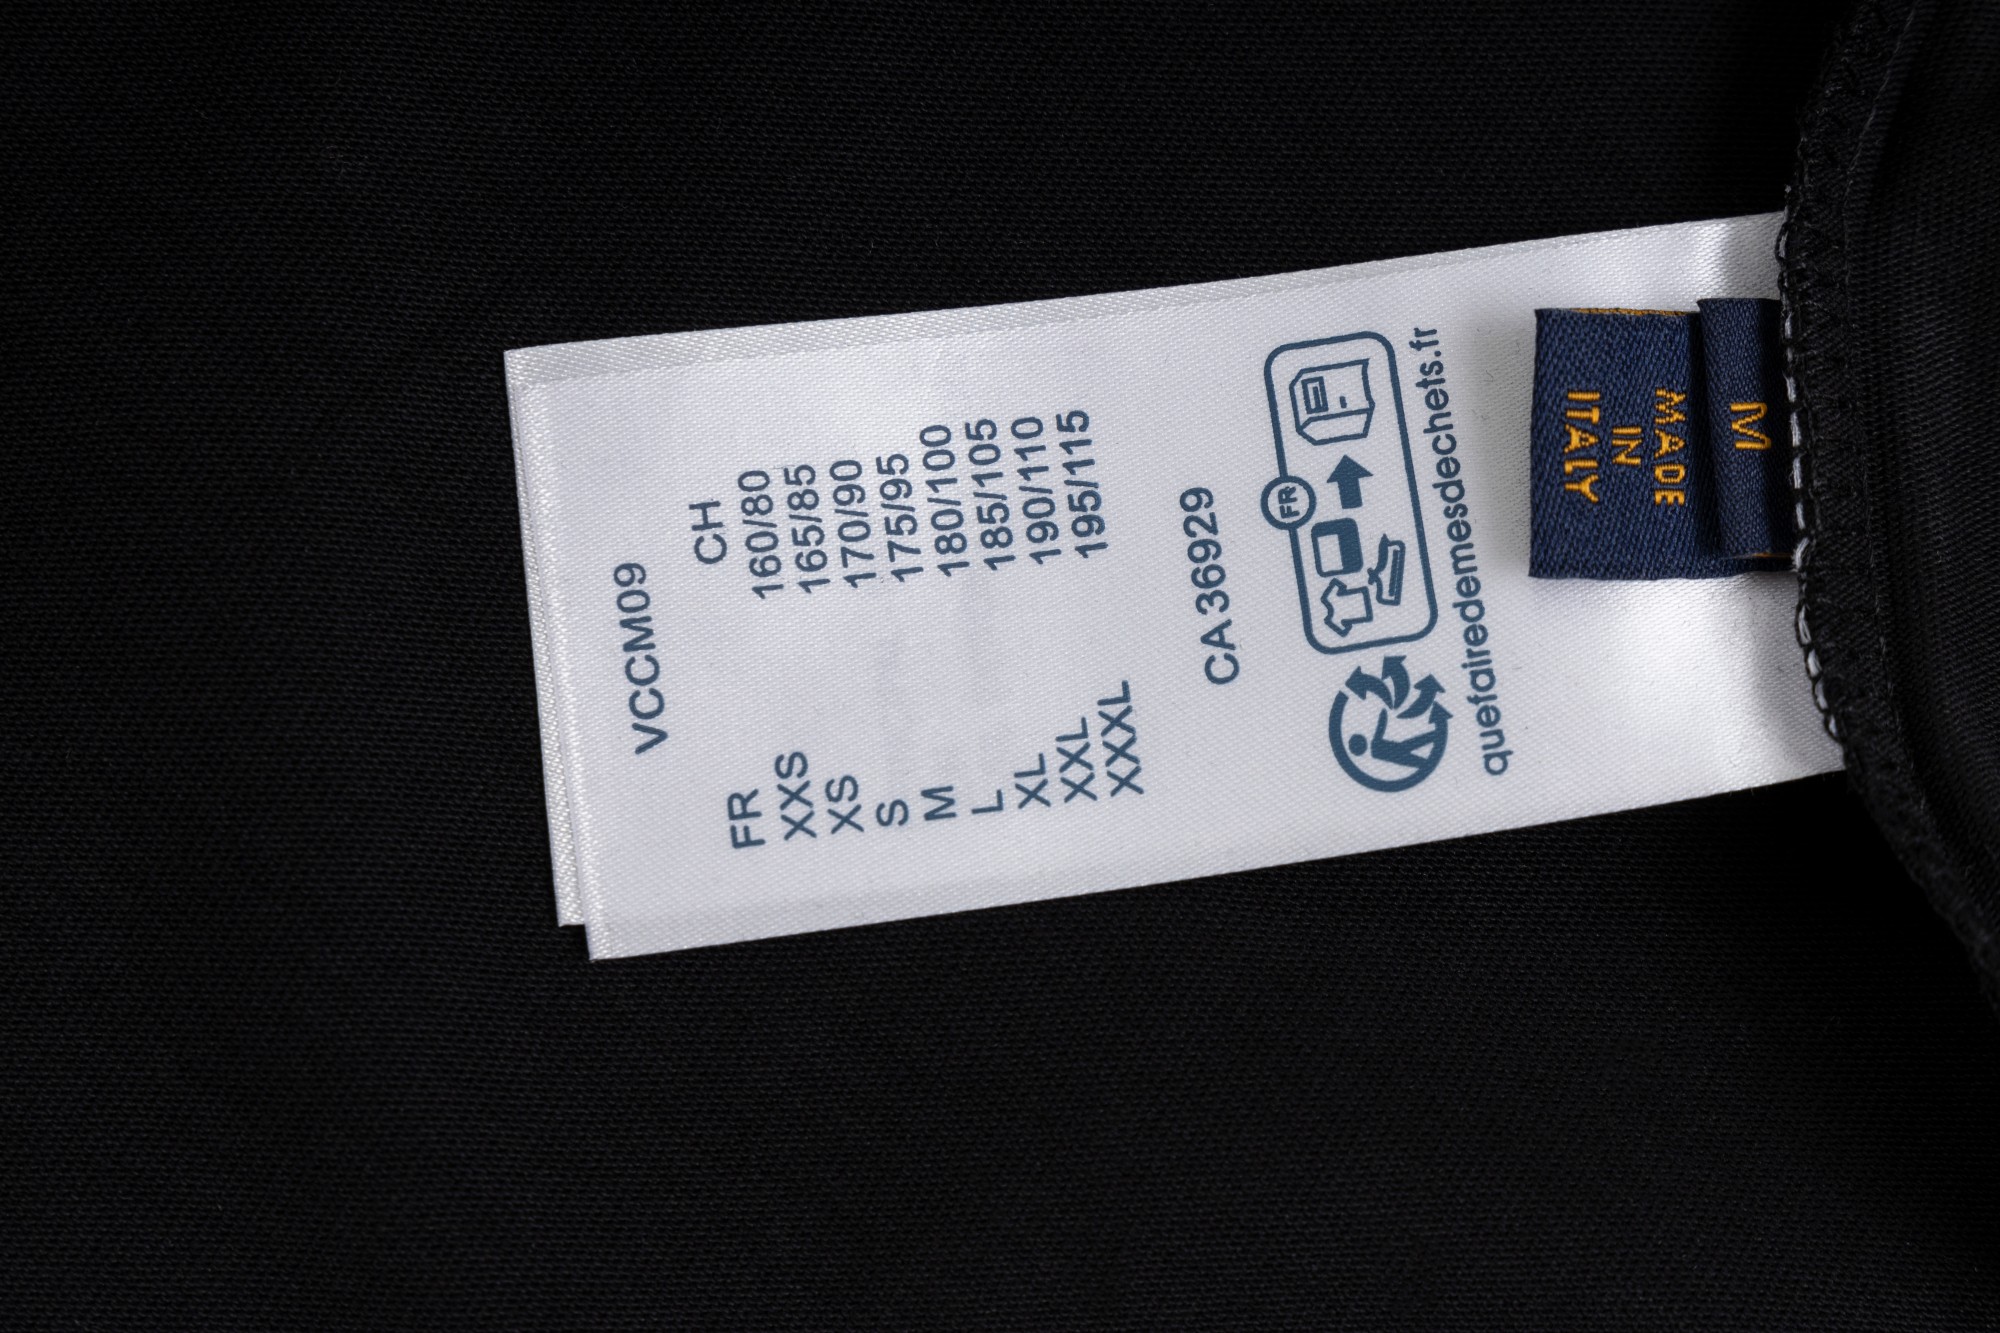 VCCM09
FR CH
XXS 160/80
XS 165/85
S 170/90
M 175/95
L 180/100
XL 185/105
XXL 190/110
XXXL 195/115
CA 36929
FR
quefairedemesdechets.fr
M
MADE
IN
ITALY